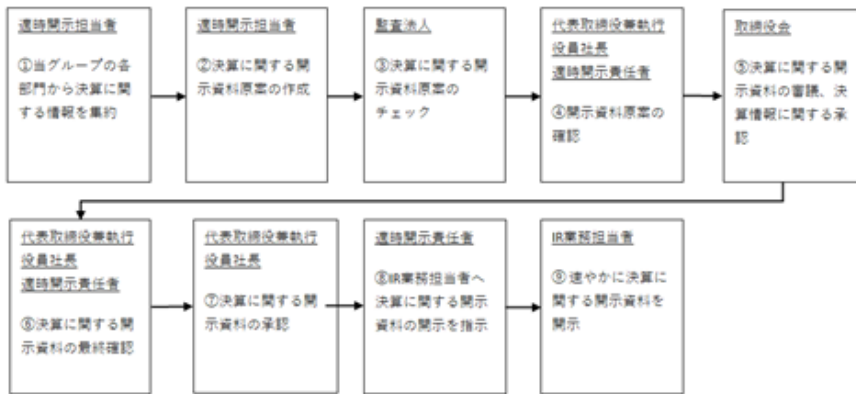 適時開示担当者
①当グループの各
部門から決算に関
する情報を集約
適時開示担当者
②決算に関する開
示資料原案の作成
監査法人
③決算に関する開
示資料原案の
チェック
代表取締役兼執行
役員社長
適時開示責任者
④開示資料原案の
確認
取締役会
⑤決算に関する開
示資料の審議、決
算情報に関する承
認
代表取締役兼執行
役員社長
適時開示責任者
⑥決算に関する開
示資料の最終確認
代表取締役兼執行
役員社長
⑦決算に関する開
示資料の承認
適時開示責任者
⑧IR業務担当者へ
決算に関する開示
資料の開示を指示
IR業務担当者
⑨速やかに決算に
関する開示資料を
開示